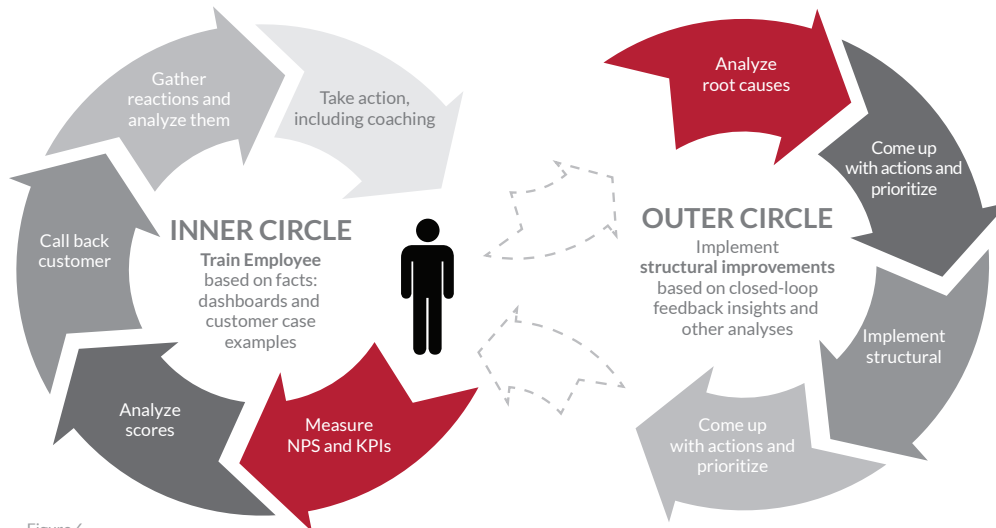 Gather
reactions and
analyze them
Take action,
including coaching
Call back
customer
INNER CIRCLE
Train Employee
based on facts:
dashboards and
customer case
examples
Analyze
scores
Measure
NPS and KPIs
Analyze
root causes
Come up
with actions and
prioritize
OUTER CIRCLE
Implement
structural improvements
based on closed-loop
feedback insights and
other analyses
Implement
structural
Come up
with actions and
prioritize
Figure